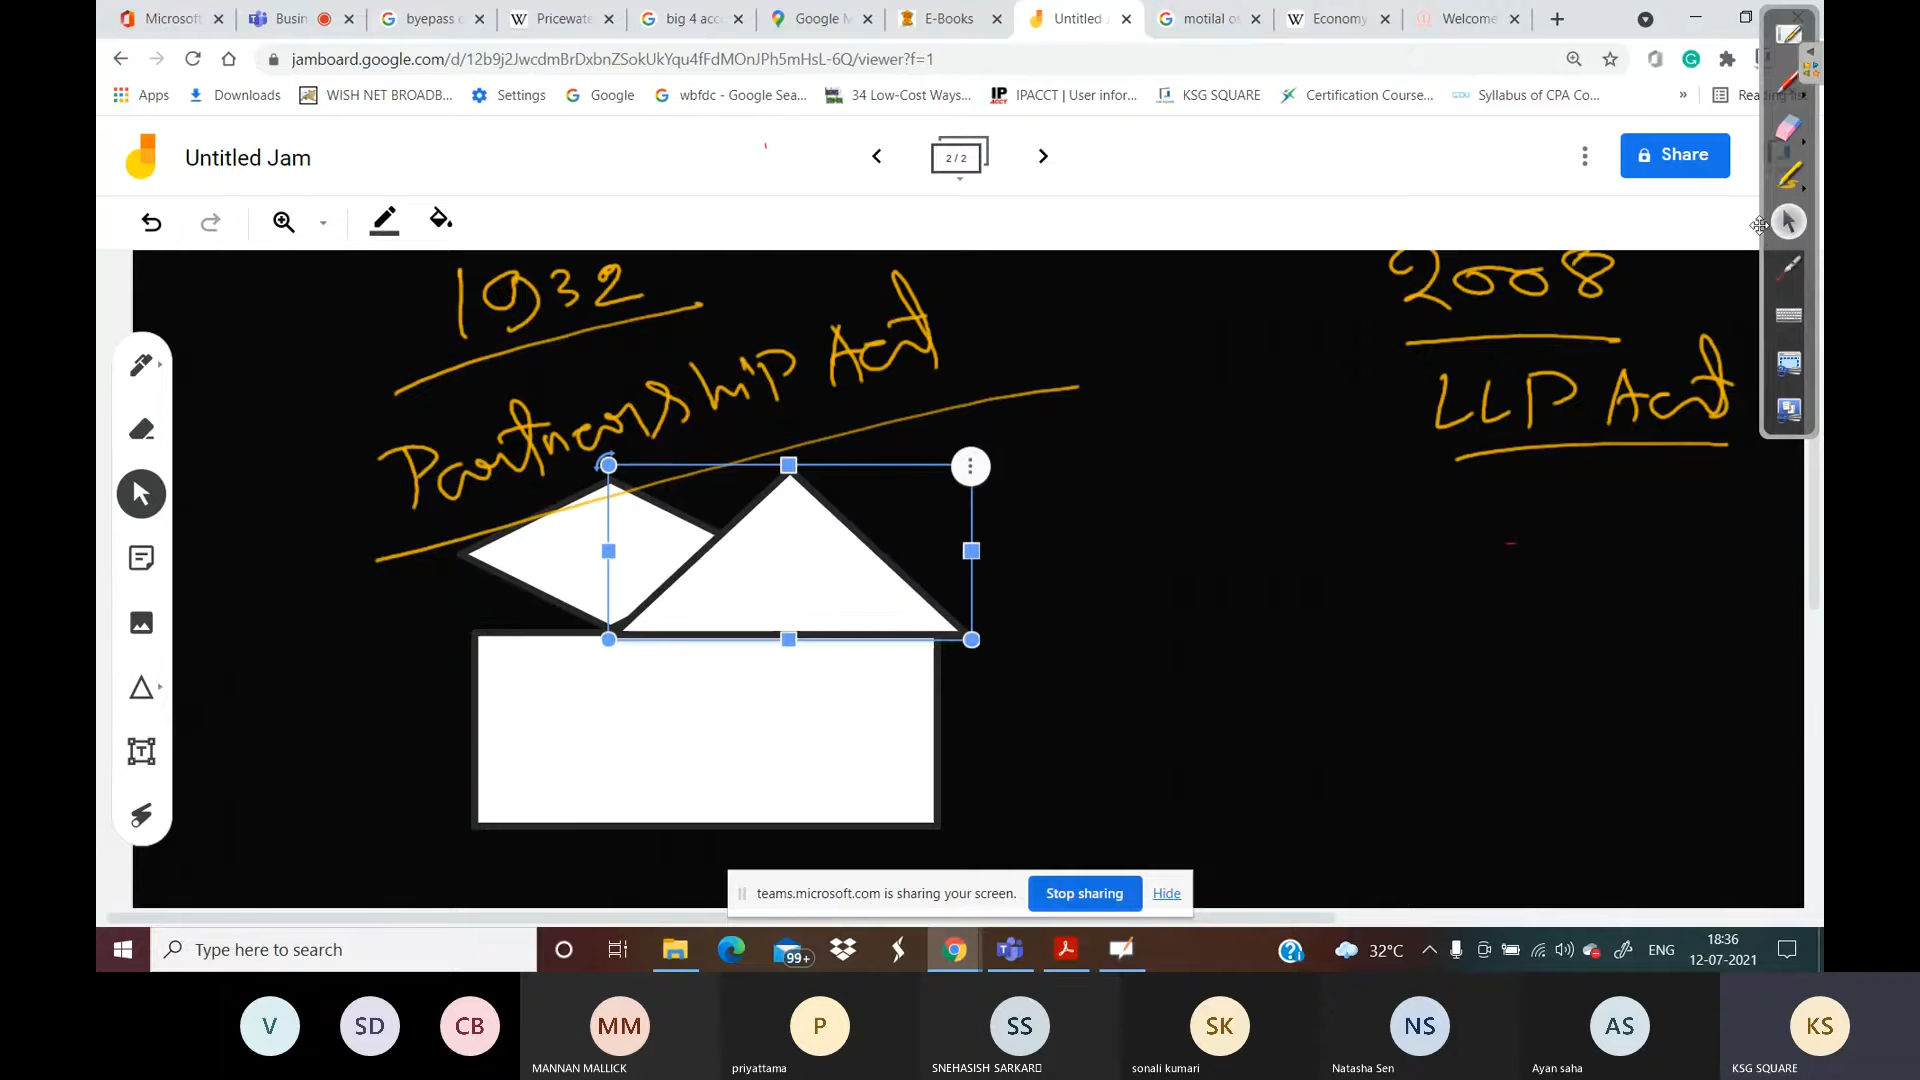 Microsoft
Busin
byepass
Pricewate
big 4 acc
Google M
E-Books
Untitled J
motilal o
Economy
Welcome
jamboard.google.com/d/12b9j2JwcdmBrDxbnZSokUkYqu4fFdMOnJPh5mHsL-6Q/viewer?f=1
Apps
Downloads
WISH NET BROADB...
Settings
Google
wbfdc - Google Sea...
34 Low-Cost Ways...
IPACCT | User infor...
KSG SQUARE
Certification Course...
Syllabus of CPA Co...
»
Reading list
Untitled Jam
2 / 2
Share
1932
2008
Partnership Act
LLP Act
teams.microsoft.com is sharing your screen.
Stop sharing
Hide
Type here to search
99+
32°C
ENG
18:36
12-07-2021
V
SD
CB
MM
P
SS
SK
NS
AS
KS
MANNAN MALLICK
priyattama
SNEHASISH SARKAR
sonali kumari
Natasha Sen
Ayan saha
KSG SQUARE